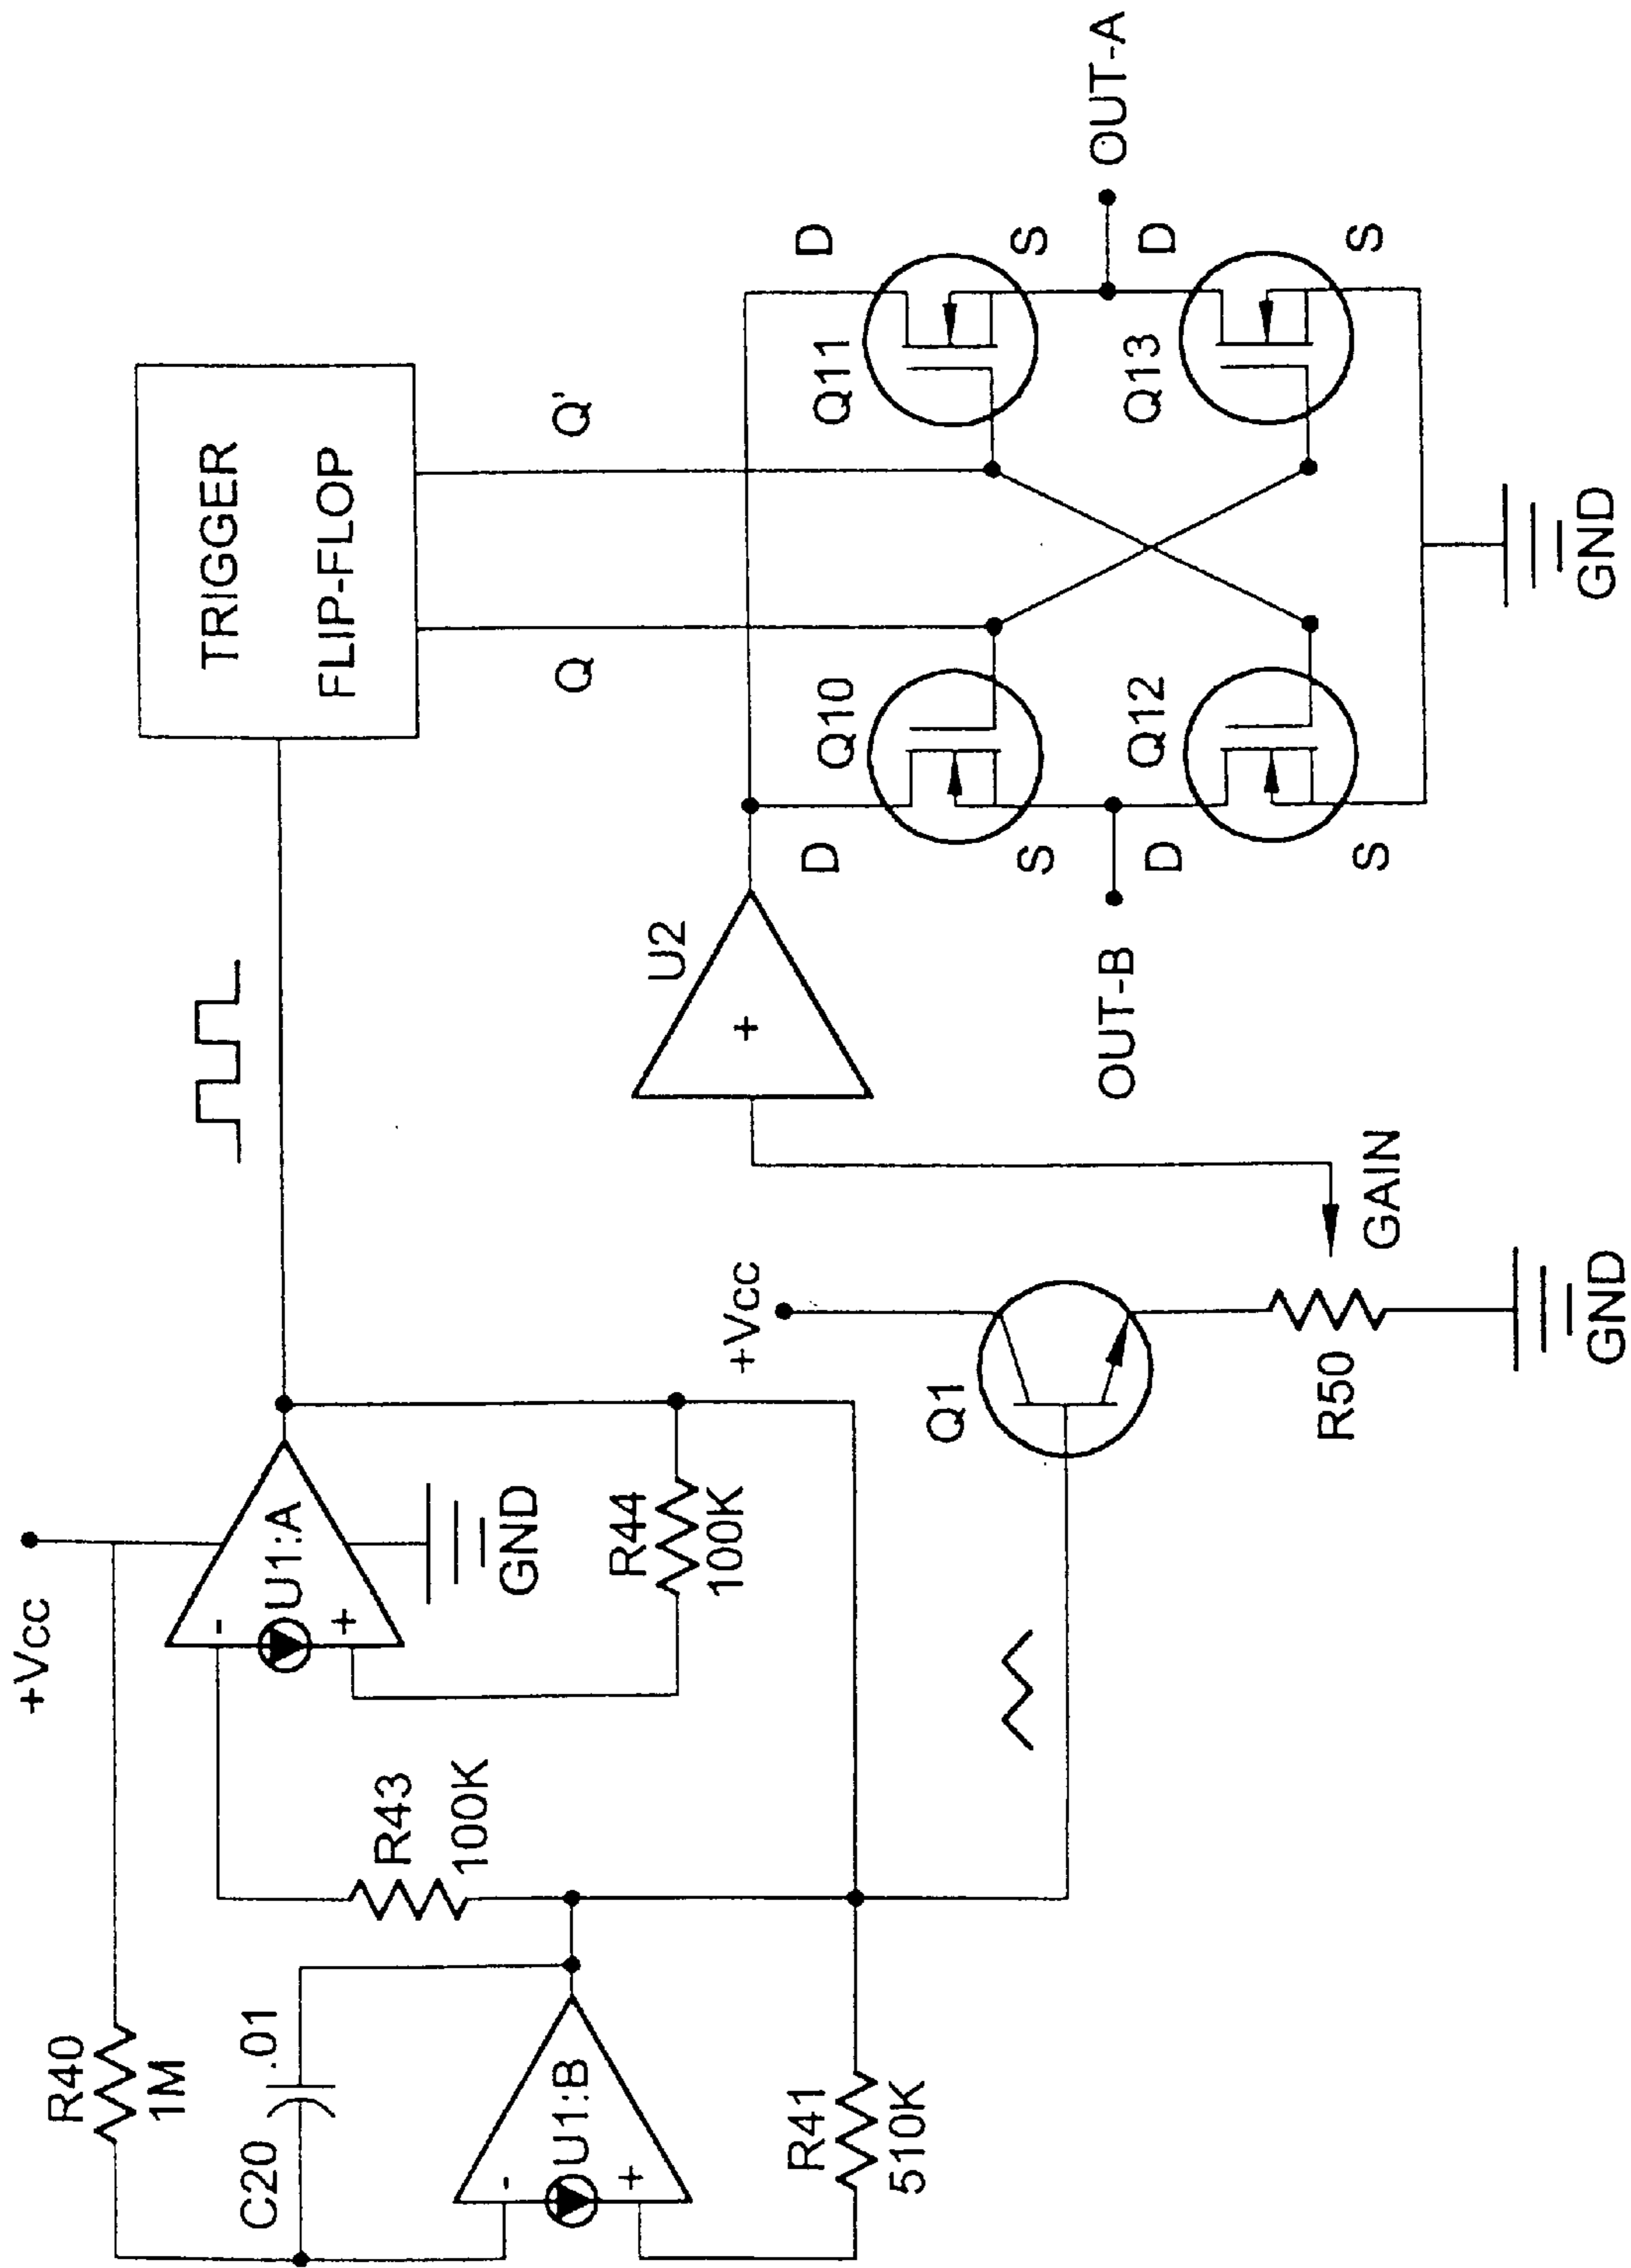 +Vcc
R40
1M
C20
.01
U1:B
-
+
R41
510K
R43
100K
U1:A
-
+
GND
R44
100K
TRIGGER
FLIP-FLOP
Q
Q'
+Vcc
Q1
R50
GAIN
GND
U2
+
OUT-B
Q10
D
S
Q12
D
S
Q11
D
S
Q13
D
S
OUT-A
GND